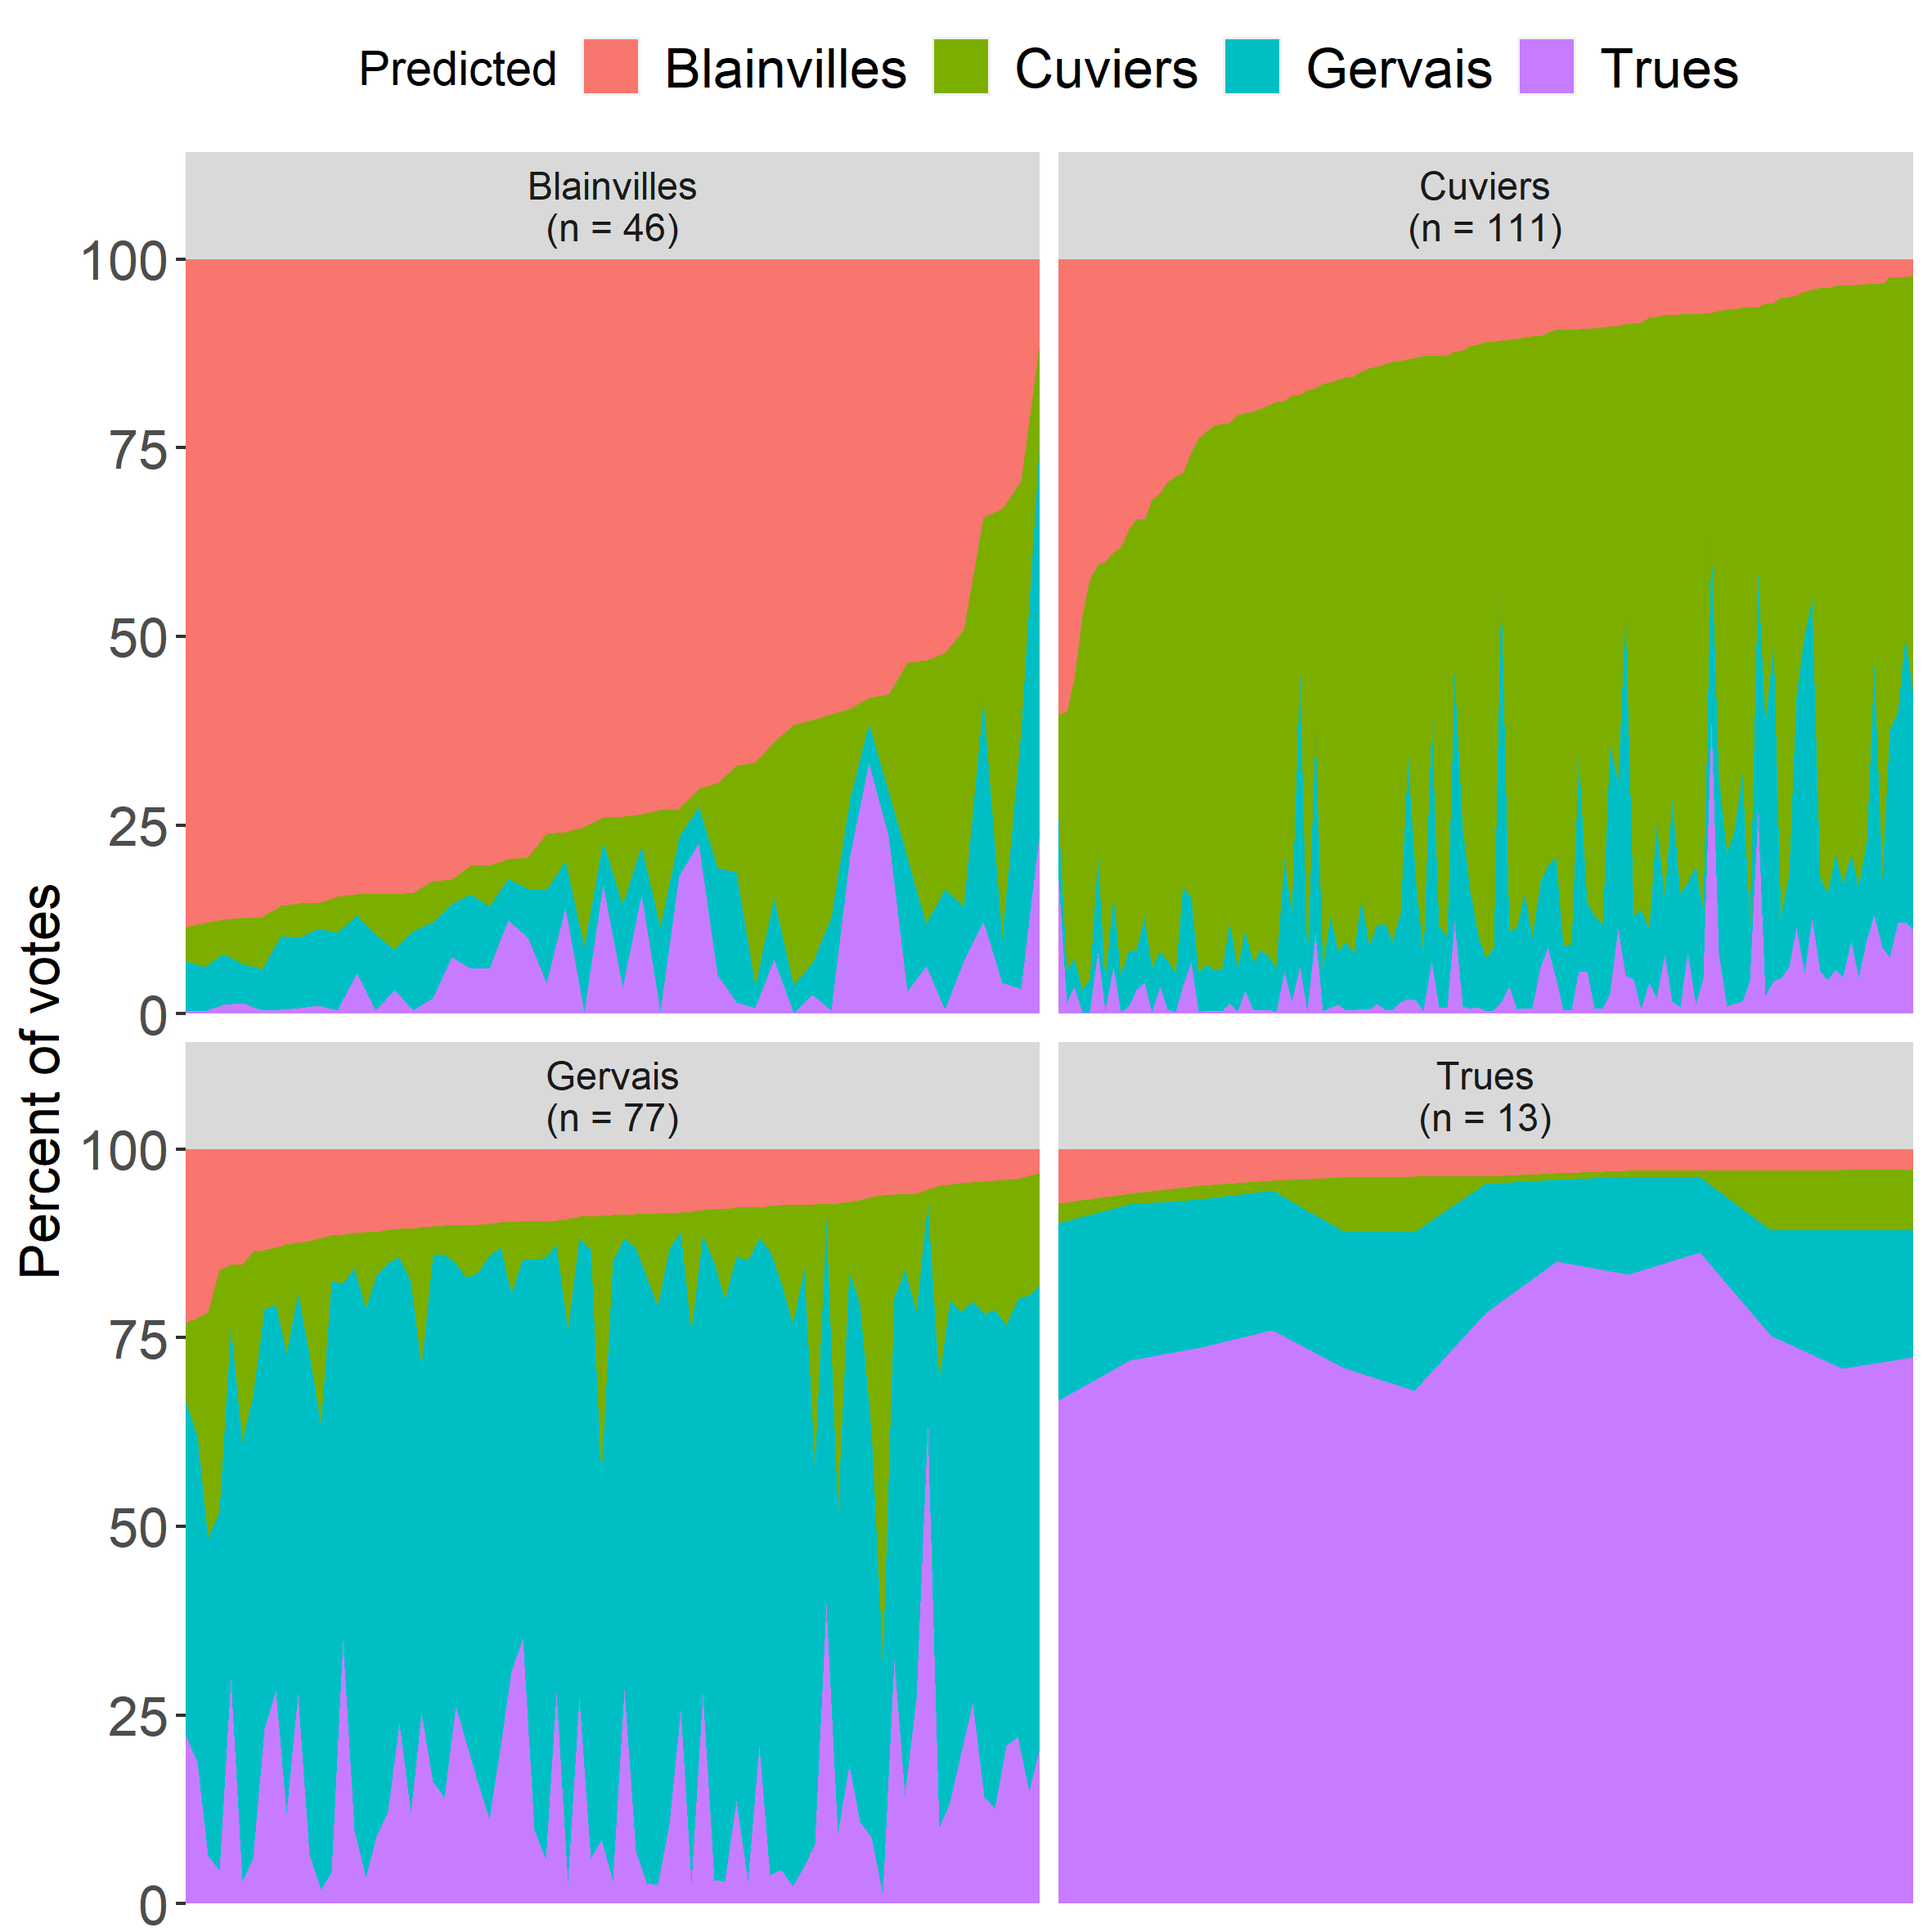 Predicted Blainvilles Cuviers Gervais Trues
Blainvilles
(n = 46)
Cuviers
(n = 111)
100
75
50
25
0
Gervais
(n = 77)
Trues
(n = 13)
100
75
50
25
0
Percent of votes